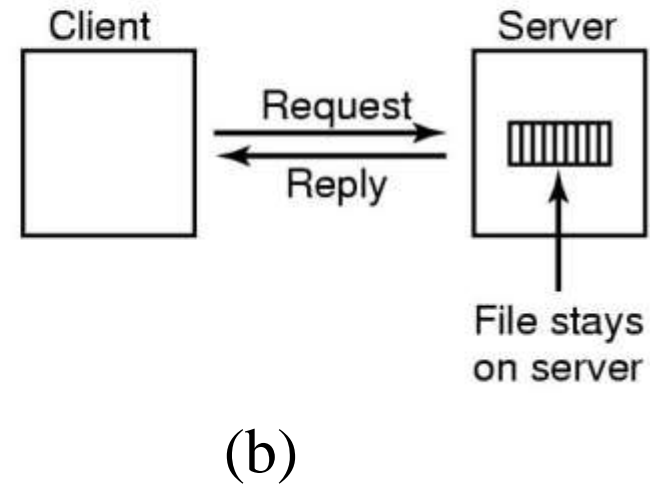 Client
Server
Request
Reply
File stays
on server
(b)